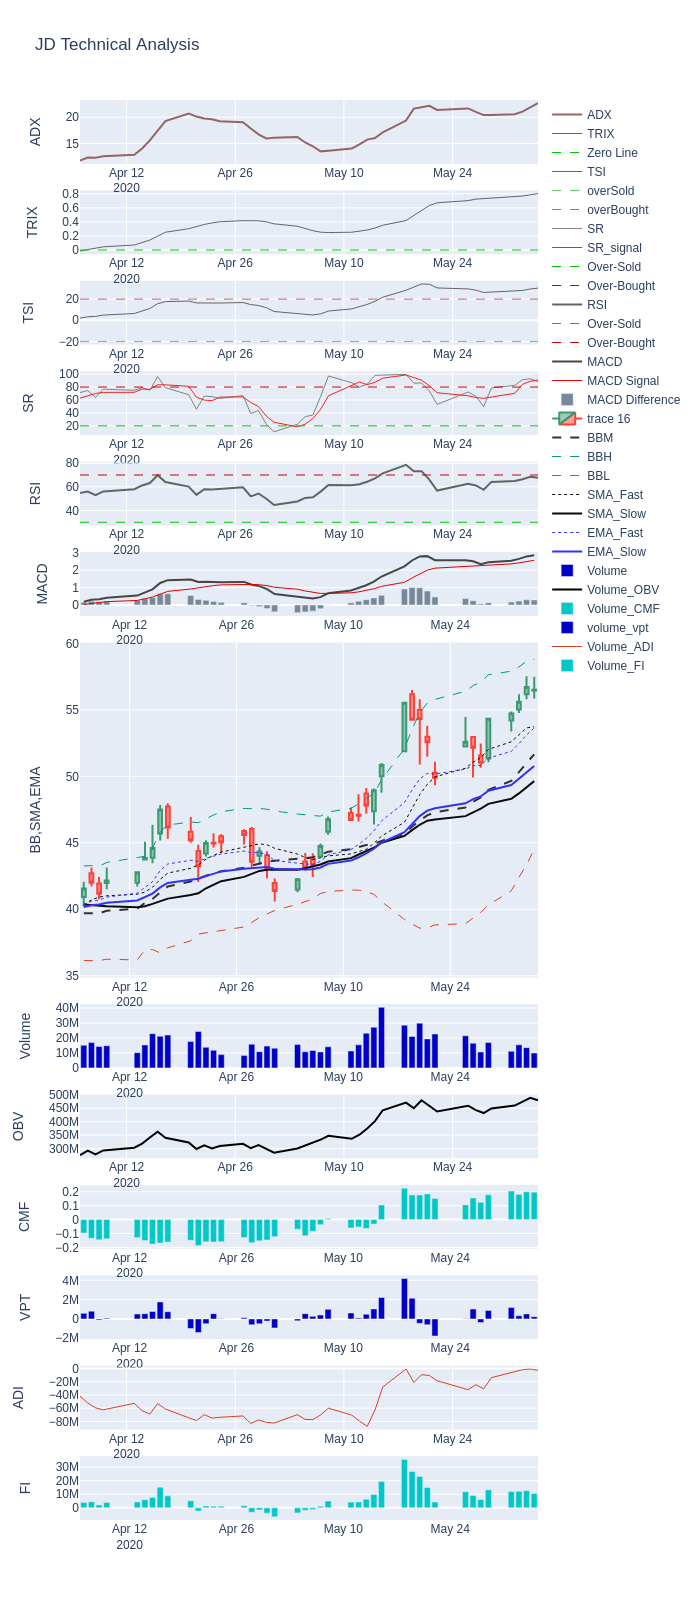 JD Technical Analysis
ADX
20
15
Apr 12
2020
Apr 26
May 10
May 24
TRIX
0.8
0.6
0.4
0.2
0
Apr 12
2020
Apr 26
May 10
May 24
TSI
20
0
−20
Apr 12
2020
Apr 26
May 10
May 24
SR
100
80
60
40
20
Apr 12
2020
Apr 26
May 10
May 24
RSI
80
60
40
Apr 12
2020
Apr 26
May 10
May 24
MACD
3
2
1
0
Apr 12
2020
Apr 26
May 10
May 24
BB,SMA,EMA
60
55
50
45
40
35
Apr 12
2020
Apr 26
May 10
May 24
Volume
40M
30M
20M
10M
0
Apr 12
2020
Apr 26
May 10
May 24
OBV
500M
450M
400M
350M
300M
Apr 12
2020
Apr 26
May 10
May 24
CMF
0.2
0.1
0
−0.1
−0.2
Apr 12
2020
Apr 26
May 10
May 24
VPT
4M
2M
0
−2M
Apr 12
2020
Apr 26
May 10
May 24
ADI
0
−20M
−40M
−60M
−80M
Apr 12
2020
Apr 26
May 10
May 24
FI
30M
20M
10M
0
Apr 12
2020
Apr 26
May 10
May 24
ADX
TRIX
Zero Line
TSI
overSold
overBought
SR
SR_signal
Over-Sold
Over-Bought
RSI
Over-Sold
Over-Bought
MACD
MACD Signal
MACD Difference
trace 16
BBM
BBH
BBL
SMA_Fast
SMA_Slow
EMA_Fast
EMA_Slow
Volume
Volume_OBV
Volume_CMF
volume_vpt
Volume_ADI
Volume_FI